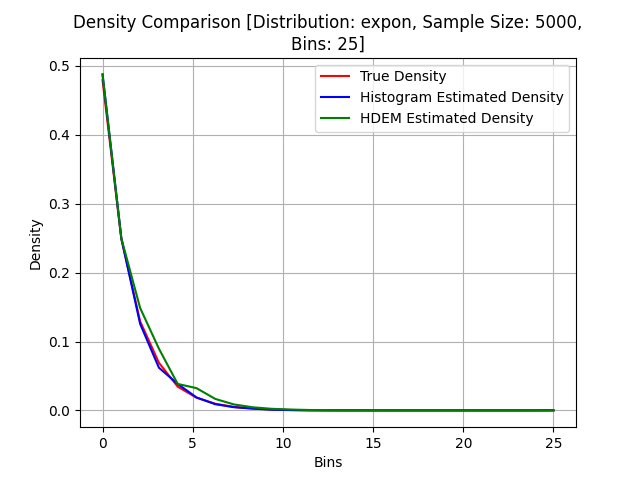 Density Comparison [Distribution: expon, Sample Size: 5000,
Bins: 25]
True Density
Histogram Estimated Density
HDEM Estimated Density
Density
0.5
0.4
0.3
0.2
0.1
0.0
0 5 10 15 20 25
Bins